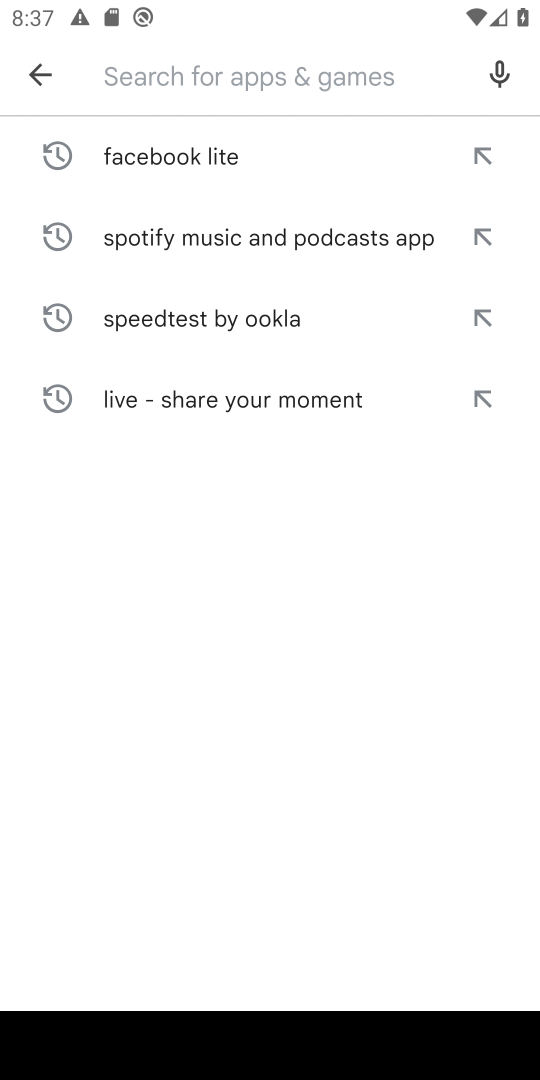 8:37
Search for apps & games
facebook lite
spotify music and podcasts app
speedtest by ookla
live - share your moment